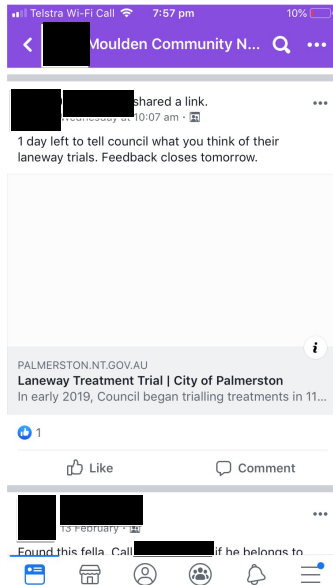 Telstra Wi-Fi Call 7:57 pm 10%
Moulden Community N...
shared a link.
Wednesday at 10:07 am ·
1 day left to tell council what you think of their
laneway trials. Feedback closes tomorrow.
PALMERSTON.NT.GOV.AU
Laneway Treatment Trial | City of Palmerston
In early 2019, Council began trialling treatments in 11...
1
Like Comment
13 February ·
Found this fella. Call if he belongs to